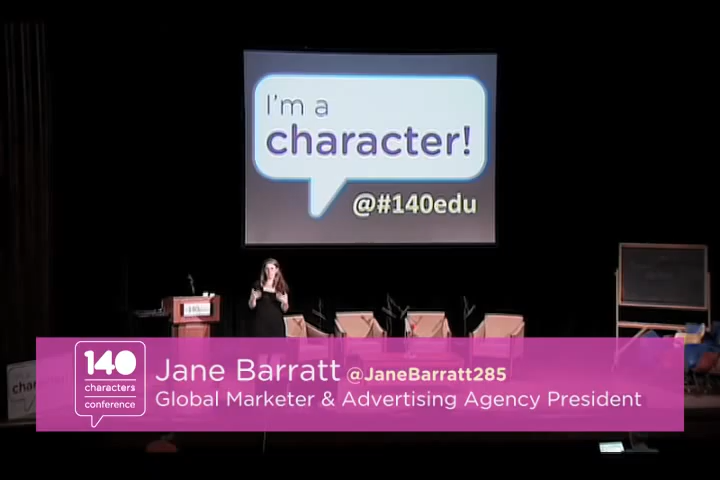 I'm a
character!
@#140edu
140
characters
conference
Jane Barratt @JaneBarratt285
Global Marketer & Advertising Agency President